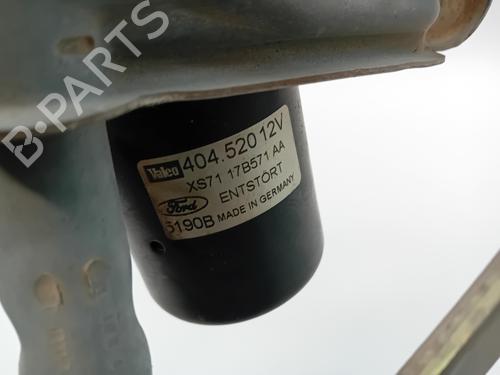 Valeo 404.520 12V
XS71 17B571 AA
Ford ENTSTÖRT
5190B MADE IN GERMANY
B-PARTS